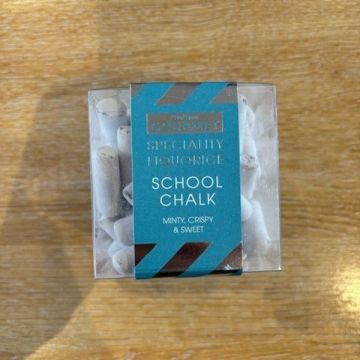 SPECIALITY
LIQUORICE
SCHOOL
CHALK
MINTY, CRISPY
& SWEET